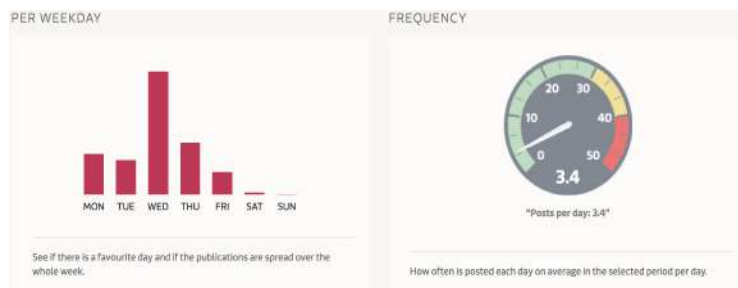 PER WEEKDAY
MON TUE WED THU FRI SAT SUN
See if there is a favourite day and if the publications are spread over the
whole week.
FREQUENCY
20 30
10 40
0 50
3.4
"Posts per day: 3.4"
How often is posted each day on average in the selected period per day.